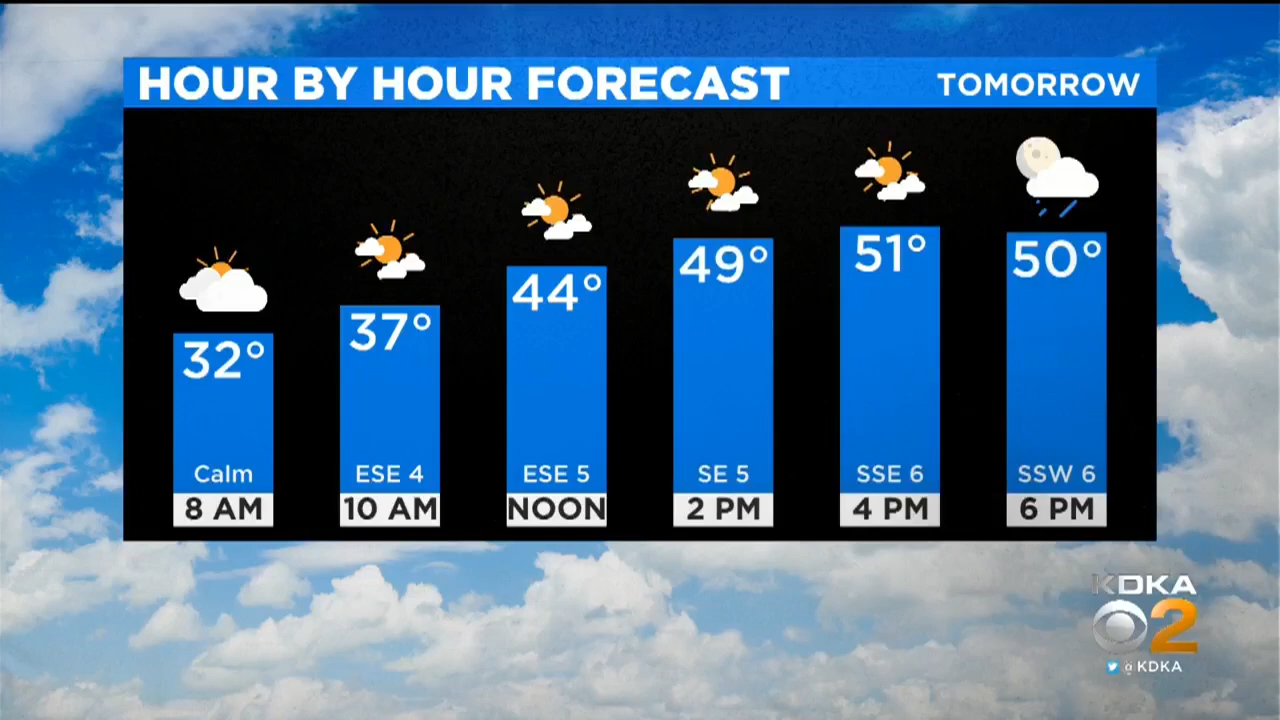 HOUR BY HOUR FORECAST TOMORROW
32° 37° 44° 49° 51° 50°
Calm ESE 4 ESE 5 SE 5 SSE 6 SSW 6
8 AM 10 AM NOON 2 PM 4 PM 6 PM
KDKA
2
@KDKA